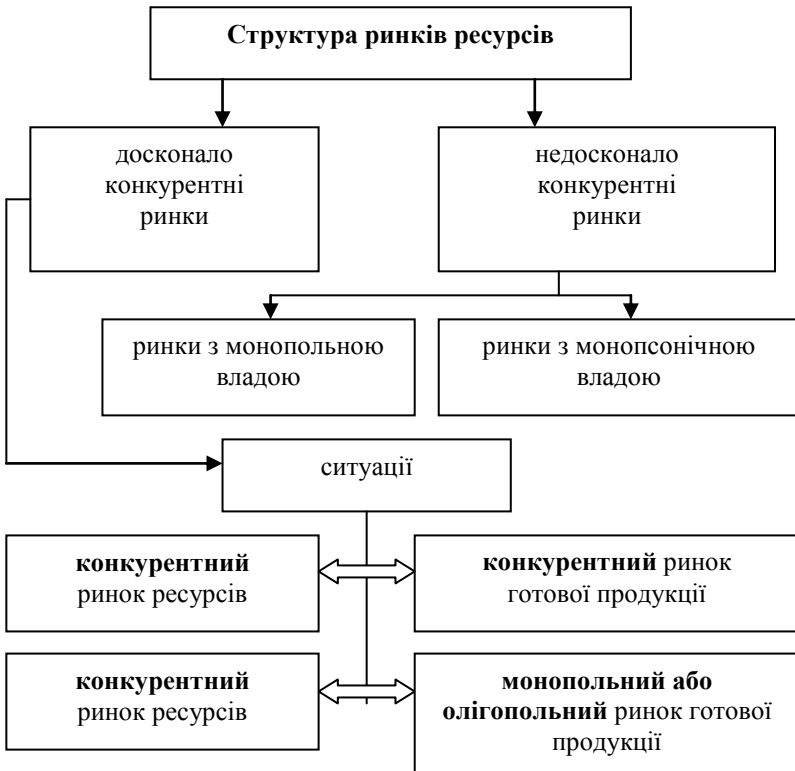 Структура ринків ресурсів
досконало
конкурентні
ринки
недосконало
конкурентні
ринки
ринки з монопольною
владою
ринки з монопсонічною
владою
ситуації
конкурентний
ринок ресурсів
конкурентний ринок
готової продукції
конкурентний
ринок ресурсів
монопольний або
олігопольний ринок готової
продукції